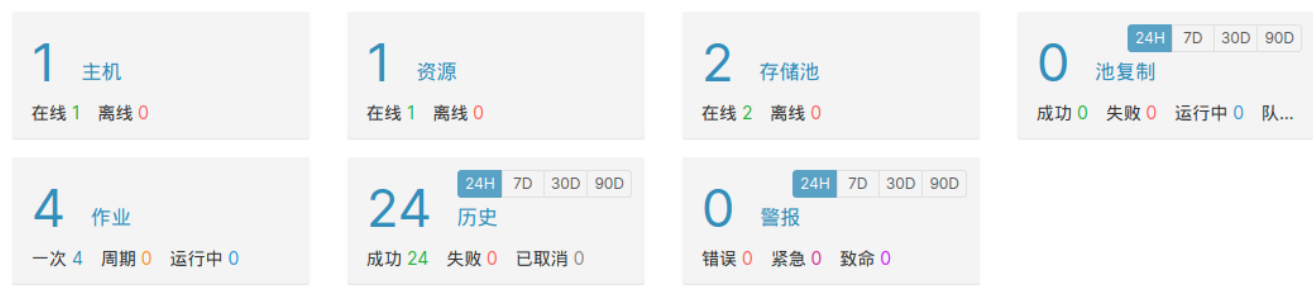 1 主机
在线 1 离线 0
1 资源
在线 1 离线 0
2 存储池
在线 2 离线 0
24H 7D 30D 90D
0 池复制
成功 0 失败 0 运行中 0 队...
4 作业
一次 4 周期 0 运行中 0
24H 7D 30D 90D
24 历史
成功 24 失败 0 已取消 0
24H 7D 30D 90D
0 警报
错误 0 紧急 0 致命 0